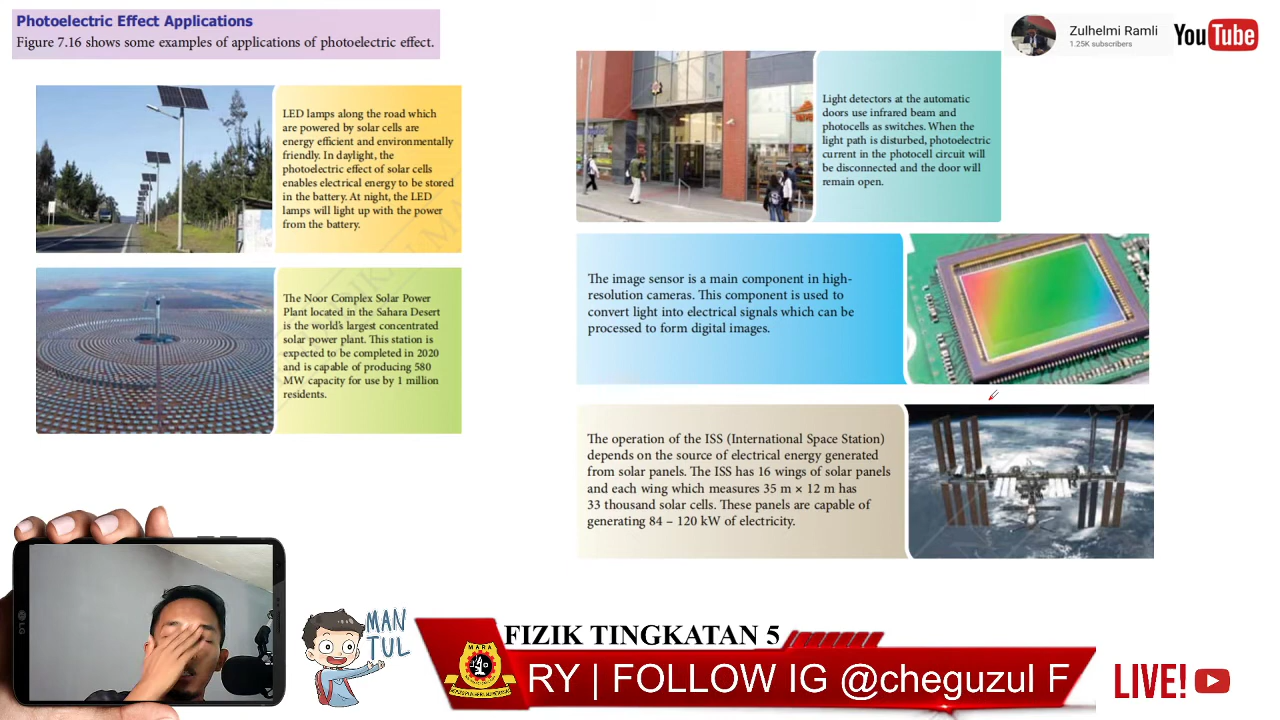 Photoelectric Effect Applications
Figure 7.16 shows some examples of applications of photoelectric effect.
LED lamps along the road which
are powered by solar cells are
energy efficient and environmentally
friendly. In daylight, the
photoelectric effect of solar cells
enables electrical energy to be stored
in the battery. At night, the LED
lamps will light up with the power
from the battery.
The Noor Complex Solar Power
Plant located in the Sahara Desert
is the world's largest concentrated
solar power plant. This station is
expected to be completed in 2020
and is capable of producing 580
MW capacity for use by 1 million
residents.
Light detectors at the automatic
doors use infrared beam and
photocells as switches. When the
light path is disturbed, photoelectric
current in the photocell circuit will
be disconnected and the door will
remain open.
The image sensor is a main component in high-
resolution cameras. This component is used to
convert light into electrical signals which can be
processed to form digital images.
The operation of the ISS (International Space Station)
depends on the source of electrical energy generated
from solar panels. The ISS has 16 wings of solar panels
and each wing which measures 35 m × 12 m has
33 thousand solar cells. These panels are capable of
generating 84 – 120 kW of electricity.
Zulhelmi Ramli
1.25K subscribers
YouTube
LG
MAN
TUL
MARA
FIZIK TINGKATAN 5
RY | FOLLOW IG @cheguzul F
LIVE!